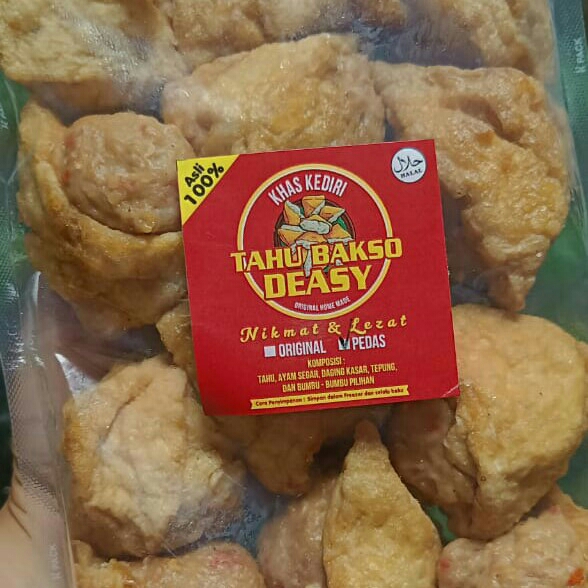 Asli
100%
حلال
HALAL
KHAS KEDIRI
TAHU BAKSO
DEASY
ORIGINAL HOME MADE
Nikmat & Lezat
ORIGINAL PEDAS
KOMPOSISI :
TAHU, AYAM SEGAR, DAGING KASAR, TEPUNG,
DAN BUMBU - BUMBU PILIHAN
Cara Penyimpanan : Simpan dalam Freezer dan selalu beku